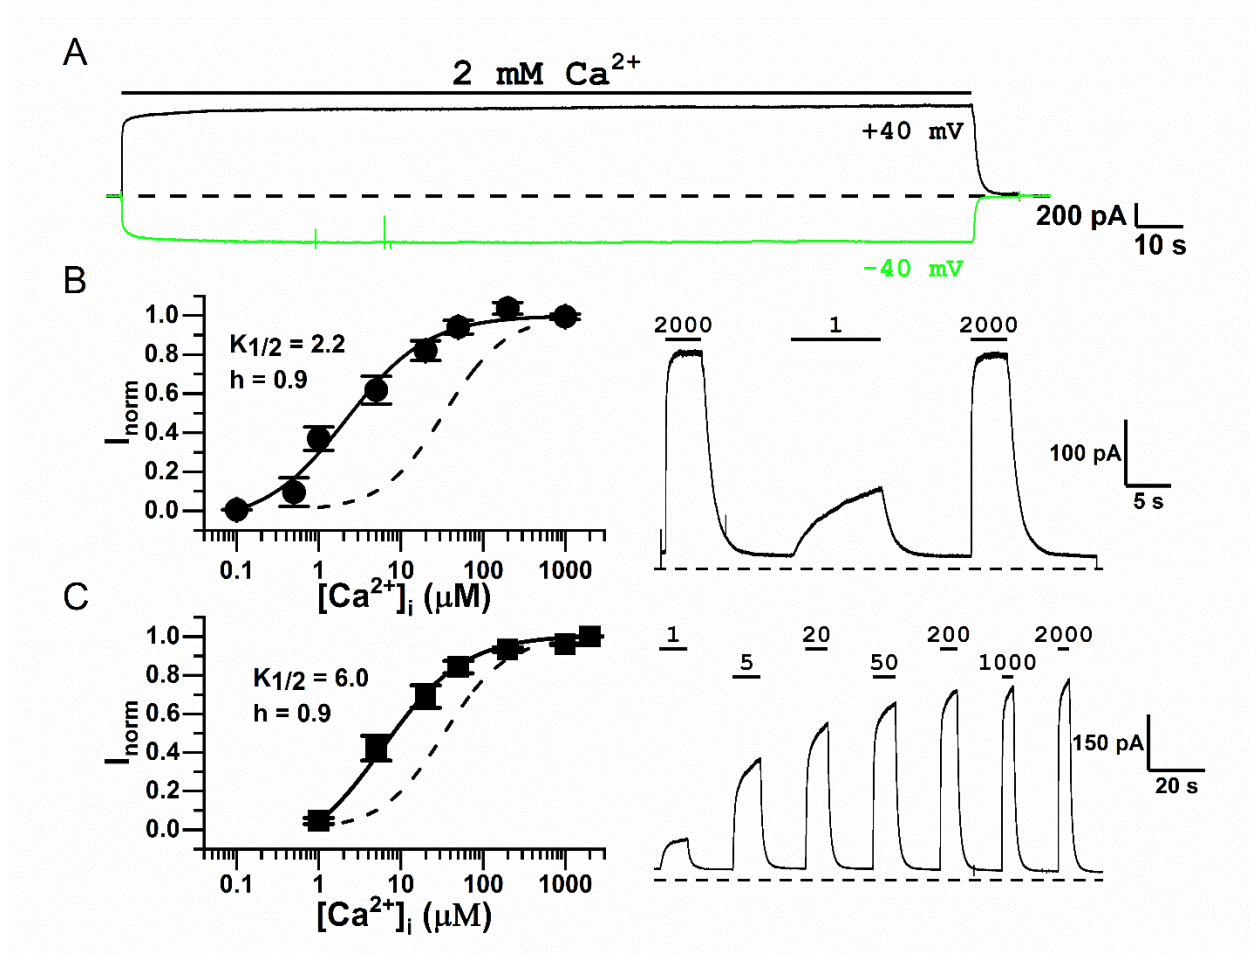 A
2 mM Ca²⁺
+40 mV
200 pA
10 s
-40 mV
B
1.0
0.8
0.6
0.4
0.2
0.0
Inorm
K1/2 = 2.2
h = 0.9
0.1 1 10 100 1000
[Ca²⁺]i (μM)
2000 1 2000
100 pA
5 s
C
1.0
0.8
0.6
0.4
0.2
0.0
Inorm
K1/2 = 6.0
h = 0.9
0.1 1 10 100 1000
[Ca²⁺]i (μM)
1 20 200 2000
5 50 1000
150 pA
20 s